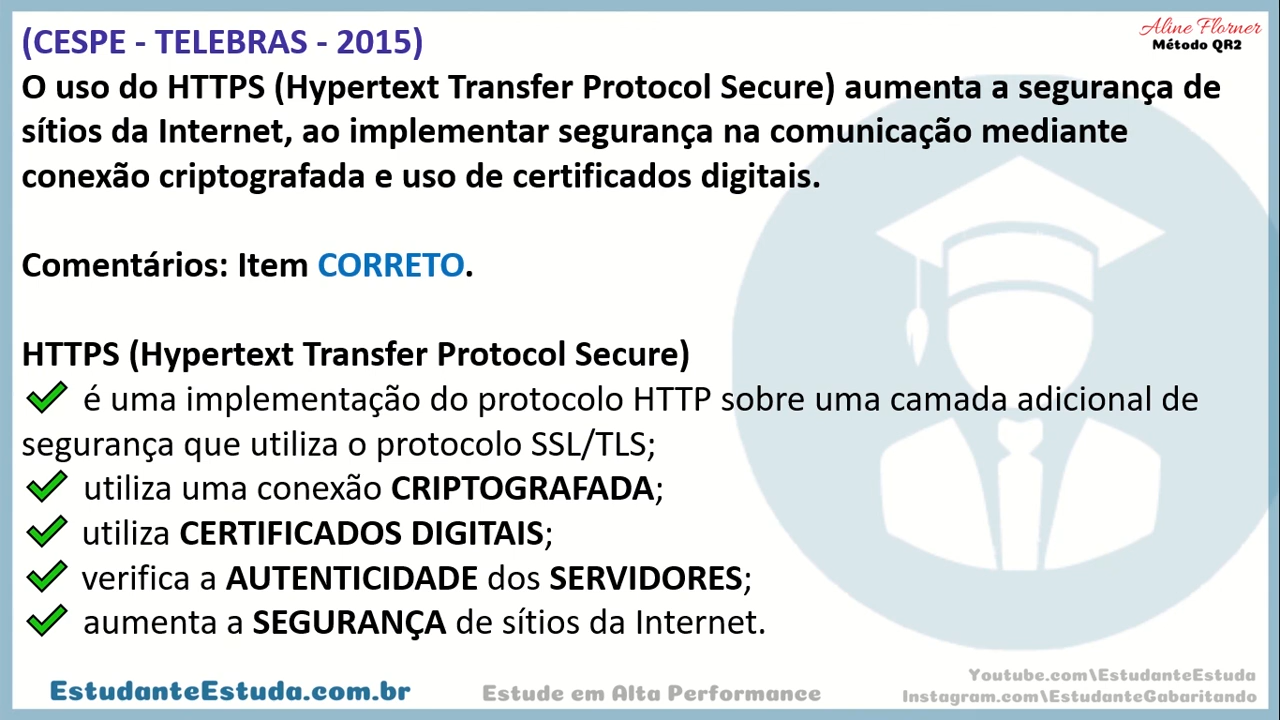 Aline Florner
Método QR2
(CESPE - TELEBRAS - 2015)
O uso do HTTPS (Hypertext Transfer Protocol Secure) aumenta a segurança de
sítios da Internet, ao implementar segurança na comunicação mediante
conexão criptografada e uso de certificados digitais.
Comentários: Item CORRETO.
HTTPS (Hypertext Transfer Protocol Secure)
é uma implementação do protocolo HTTP sobre uma camada adicional de
segurança que utiliza o protocolo SSL/TLS;
utiliza uma conexão CRIPTOGRAFADA;
utiliza CERTIFICADOS DIGITAIS;
verifica a AUTENTICIDADE dos SERVIDORES;
aumenta a SEGURANÇA de sítios da Internet.
EstudanteEstuda.com.br
Estude em Alta Performance
Youtube.com\EstudanteEstuda
Instagram.com\EstudanteGabaritando